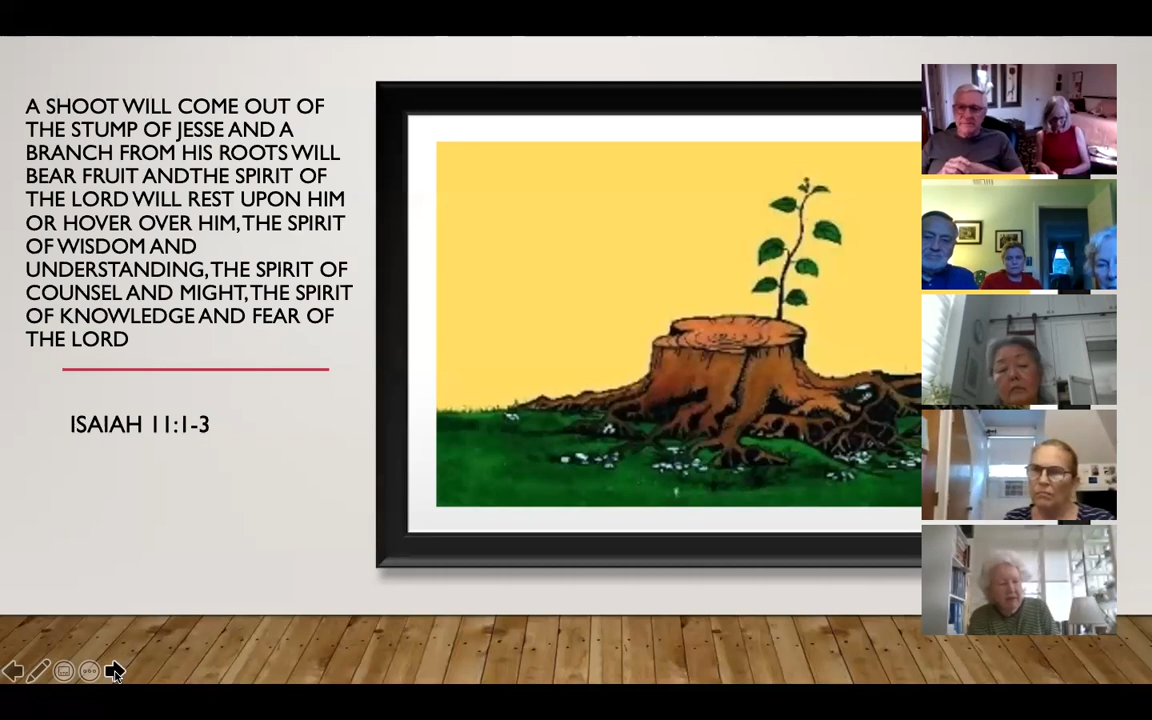 A SHOOT WILL COME OUT OF
THE STUMP OF JESSE AND A
BRANCH FROM HIS ROOTS WILL
BEAR FRUIT ANDTHE SPIRIT OF
THE LORD WILL REST UPON HIM
OR HOVER OVER HIM, THE SPIRIT
OF WISDOM AND
UNDERSTANDING, THE SPIRIT OF
COUNSEL AND MIGHT, THE SPIRIT
OF KNOWLEDGE AND FEAR OF
THE LORD
ISAIAH 11:1-3